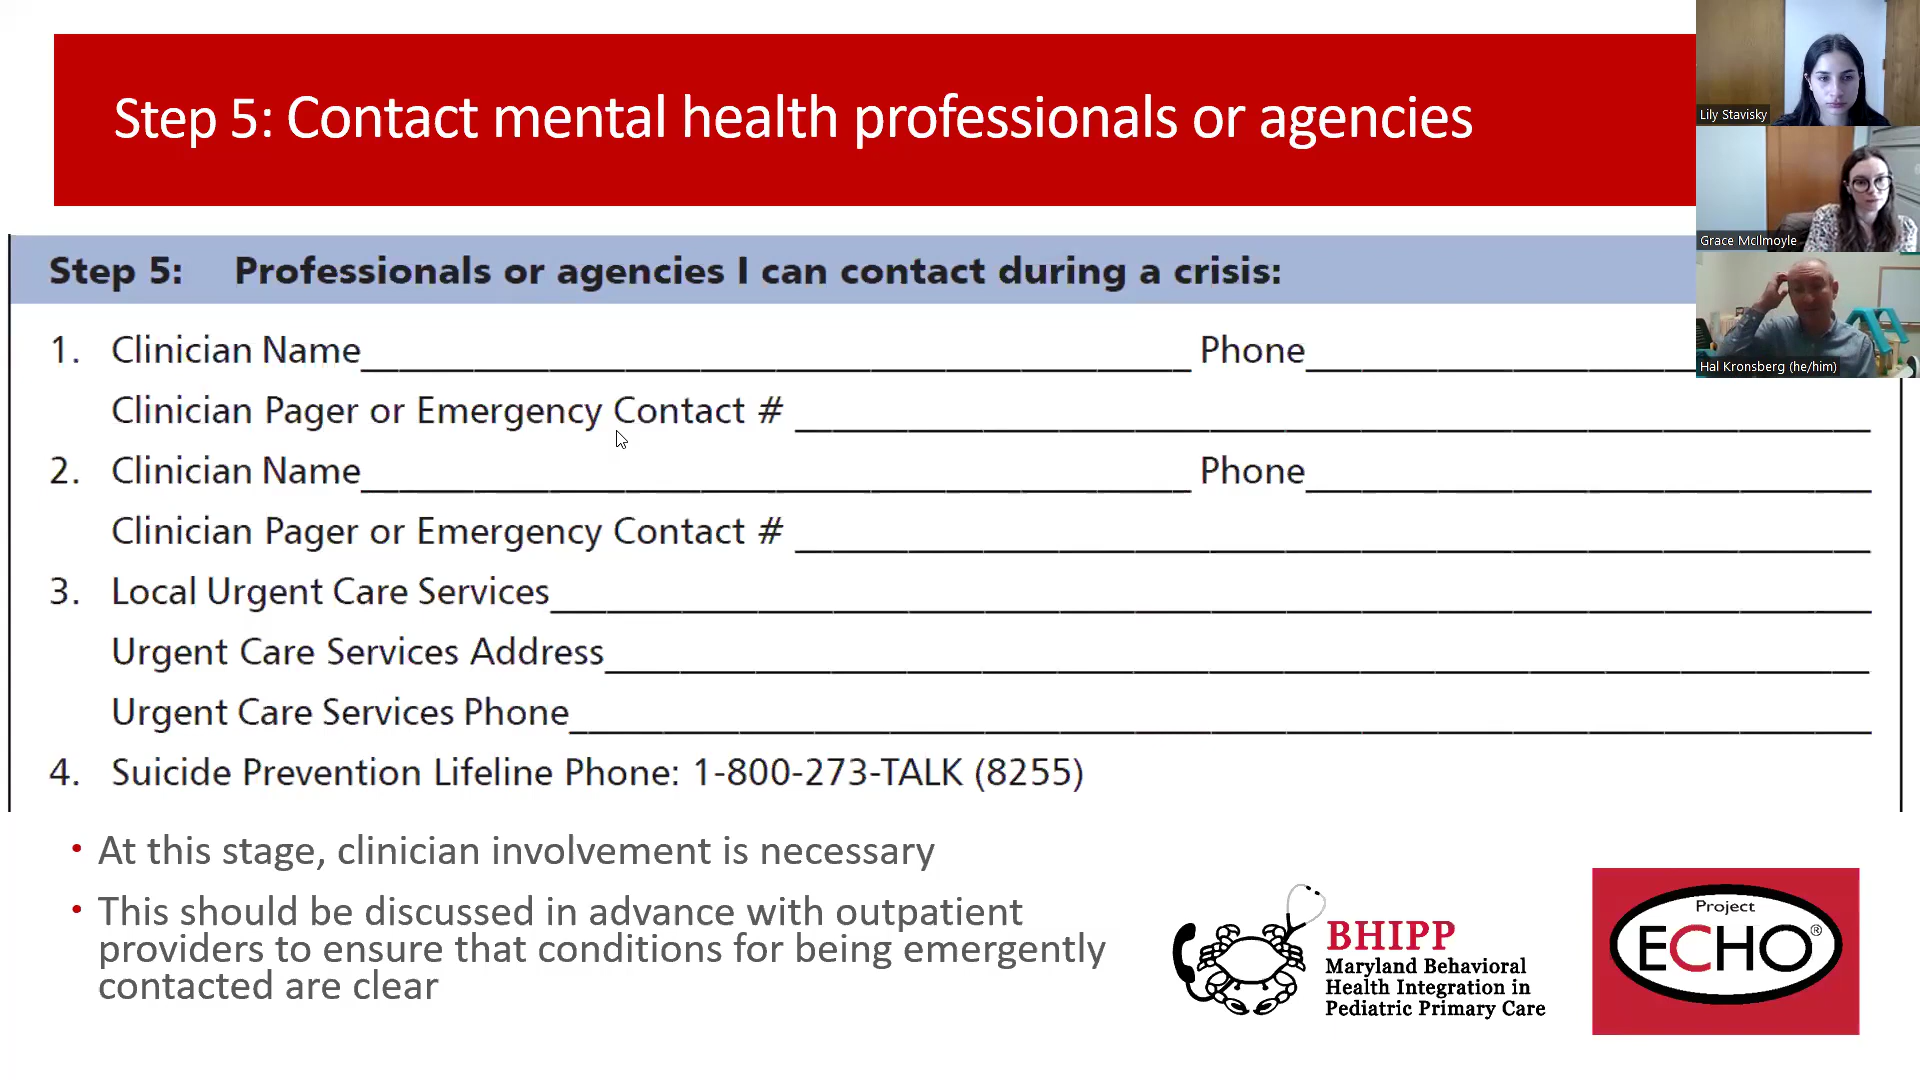 Step 5: Contact mental health professionals or agencies
Lily Stavisky
Grace McIlmoyle
Hal Kronsberg (he/him)
Step 5: Professionals or agencies I can contact during a crisis:
1. Clinician Name Phone
Clinician Pager or Emergency Contact #
2. Clinician Name Phone
Clinician Pager or Emergency Contact #
3. Local Urgent Care Services
Urgent Care Services Address
Urgent Care Services Phone
4. Suicide Prevention Lifeline Phone: 1-800-273-TALK (8255)
• At this stage, clinician involvement is necessary
• This should be discussed in advance with outpatient
providers to ensure that conditions for being emergently
contacted are clear
BHIPP
Maryland Behavioral
Health Integration in
Pediatric Primary Care
Project
ECHO®